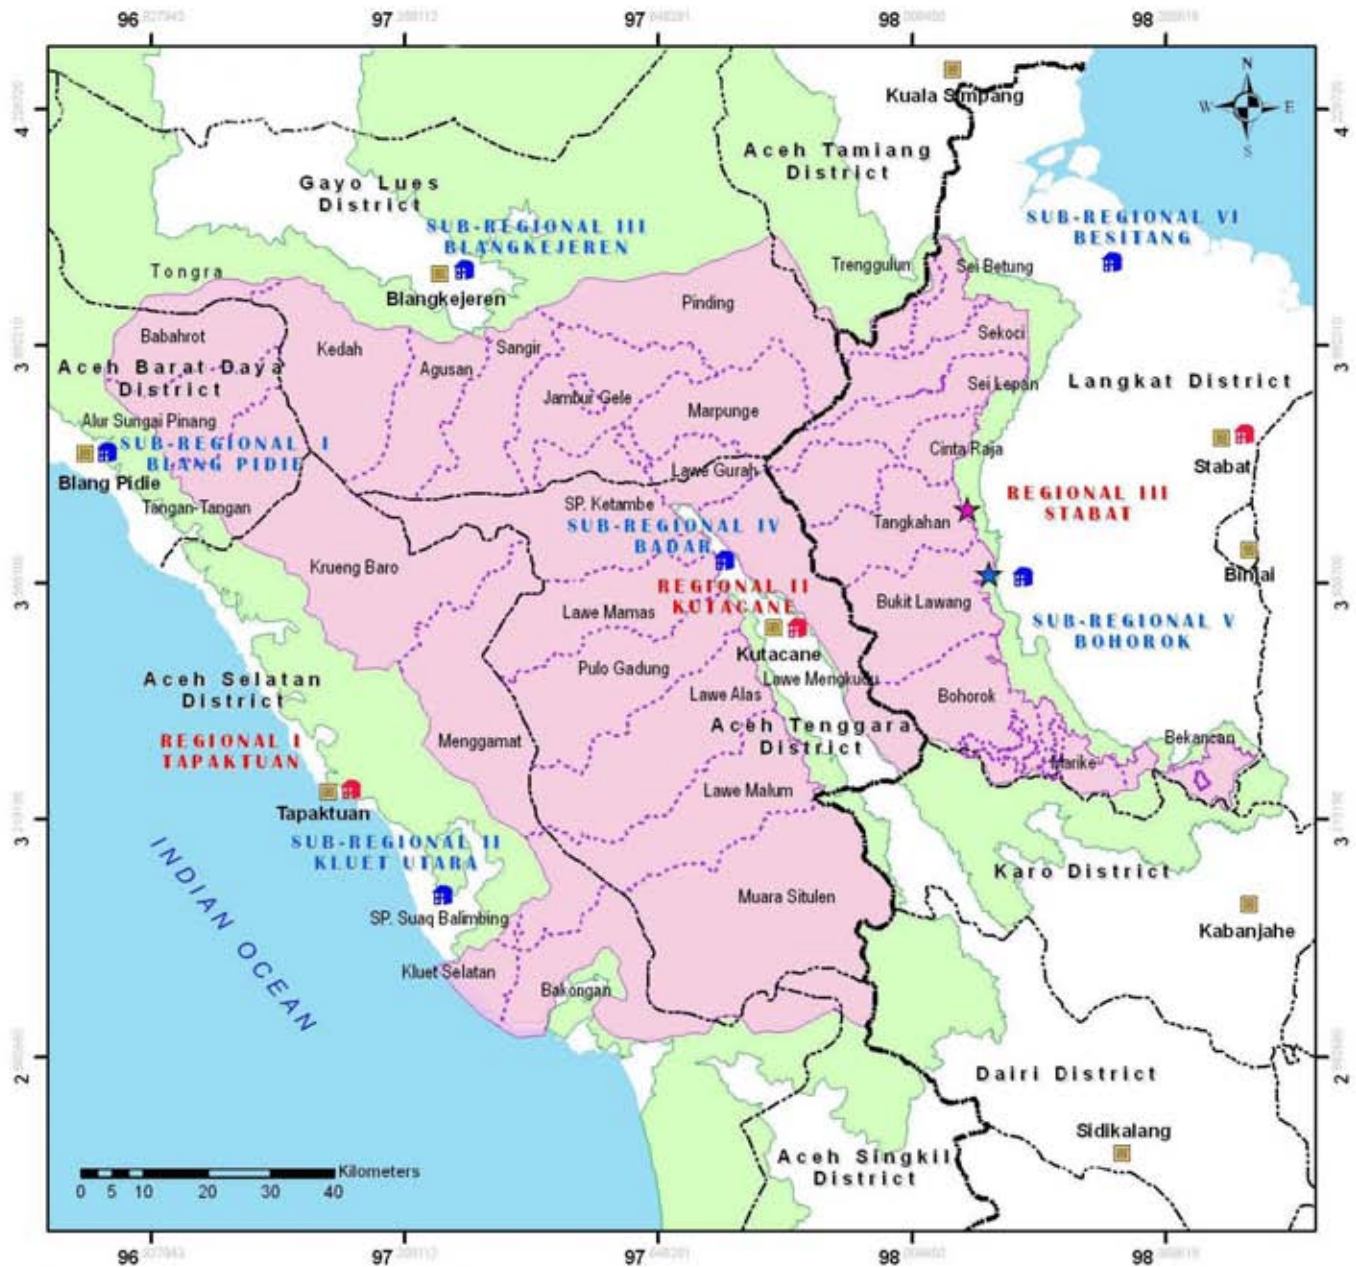 96 97 97 98 98
Kuala Simpang
N
W E
S
4
4
Aceh Tamiang
District
Gayo Lues
District
SUB-REGIONAL III
BLANGKEJEREN
SUB-REGIONAL VI
BESITANG
Tongra
Blangkejeren
Trenggulun
Sei Betung
Pinding
Babahrot
Kedah
Sangir
Sekoci
3
3
Aceh Barat Daya
District
Agusan
Jambur Gele
Sei Lepan
Langkat District
Marpunge
Alur Sungai Pinang
SUB-REGIONAL I
BLANG PIDIE
Cinta Raja
Stabat
Blang Pidie
Lawe Gurah
Tangan-Tangan
SP. Ketambe
REGIONAL III
STABAT
Tangkahan
SUB-REGIONAL IV
BADAR
Krueng Baro
Binjai
3
3
REGIONAL II
KUTACANE
Lawe Mamas
Bukit Lawang
SUB-REGIONAL V
BOHOROK
Kutacane
Pulo Gadung
Lawe Mengkudu
Aceh Selatan
District
Lawe Alas
Bohorok
Aceh Tenggara
District
REGIONAL I
TAPAKTUAN
Menggamat
Bekancan
Marike
Lawe Malum
Tapaktuan
3
3
SUB-REGIONAL II
KLUET UTARA
Karo District
INDIAN OCEAN
Muara Situlen
SP. Suaq Balimbing
Kabanjahe
Kluet Selatan
Bakongan
2
2
Dairi District
Sidikalang
Aceh Singkil
District
Kilometers
0 5 10 20 30 40
96 97 97 98 98